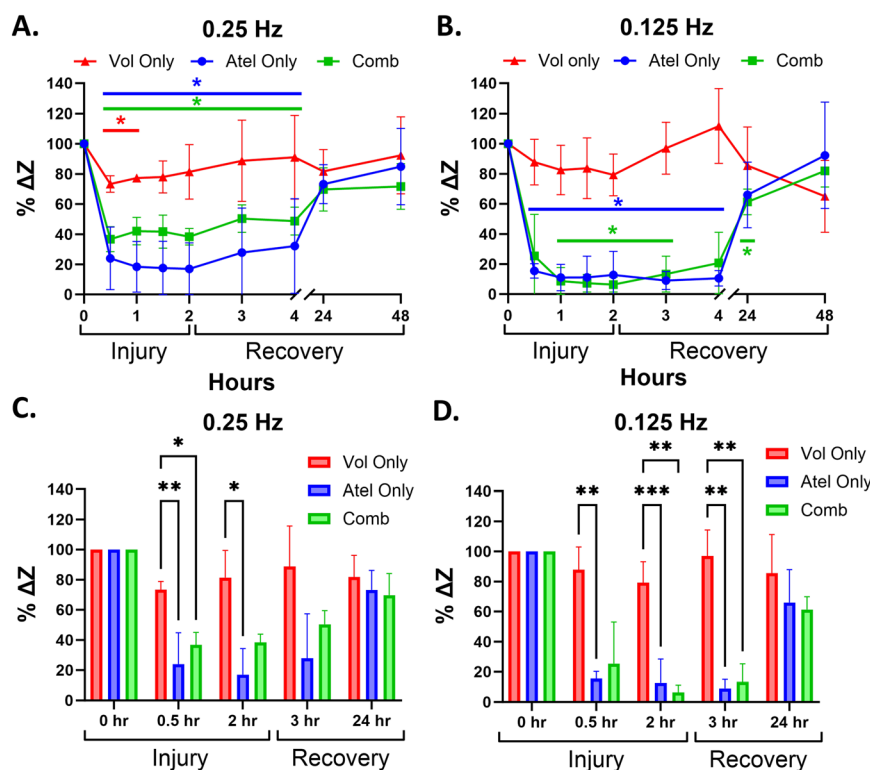 A.
0.25 Hz
Vol Only Atel Only Comb
% ΔZ
140
120
100
80
60
40
20
0
*
*
*
0 1 2 3 4 24 48
Injury Recovery
Hours
B.
0.125 Hz
Vol only Atel Only Comb
% ΔZ
140
120
100
80
60
40
20
0
*
*
*
0 1 2 3 4 24 48
Injury Recovery
Hours
C.
0.25 Hz
Vol Only
Atel Only
Comb
% ΔZ
140
120
100
80
60
40
20
0
*
** *
0 hr 0.5 hr 2 hr 3 hr 24 hr
Injury Recovery
D.
0.125 Hz
Vol Only
Atel Only
Comb
% ΔZ
140
120
100
80
60
40
20
0
** **
** *** **
0 hr 0.5 hr 2 hr 3 hr 24 hr
Injury Recovery